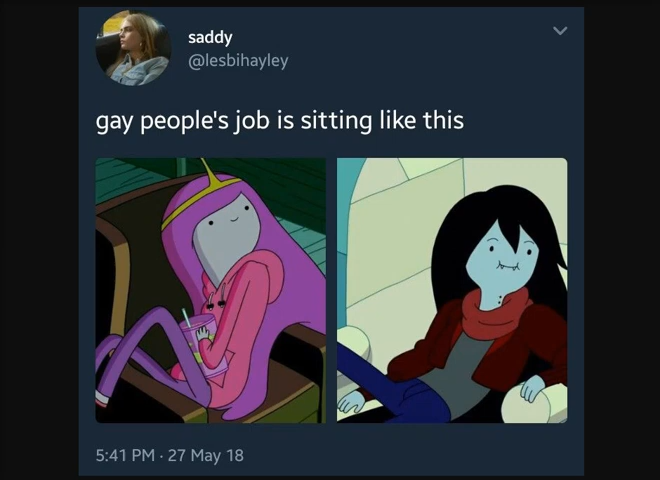 saddy
@lesbihayley
gay people's job is sitting like this
5:41 PM · 27 May 18